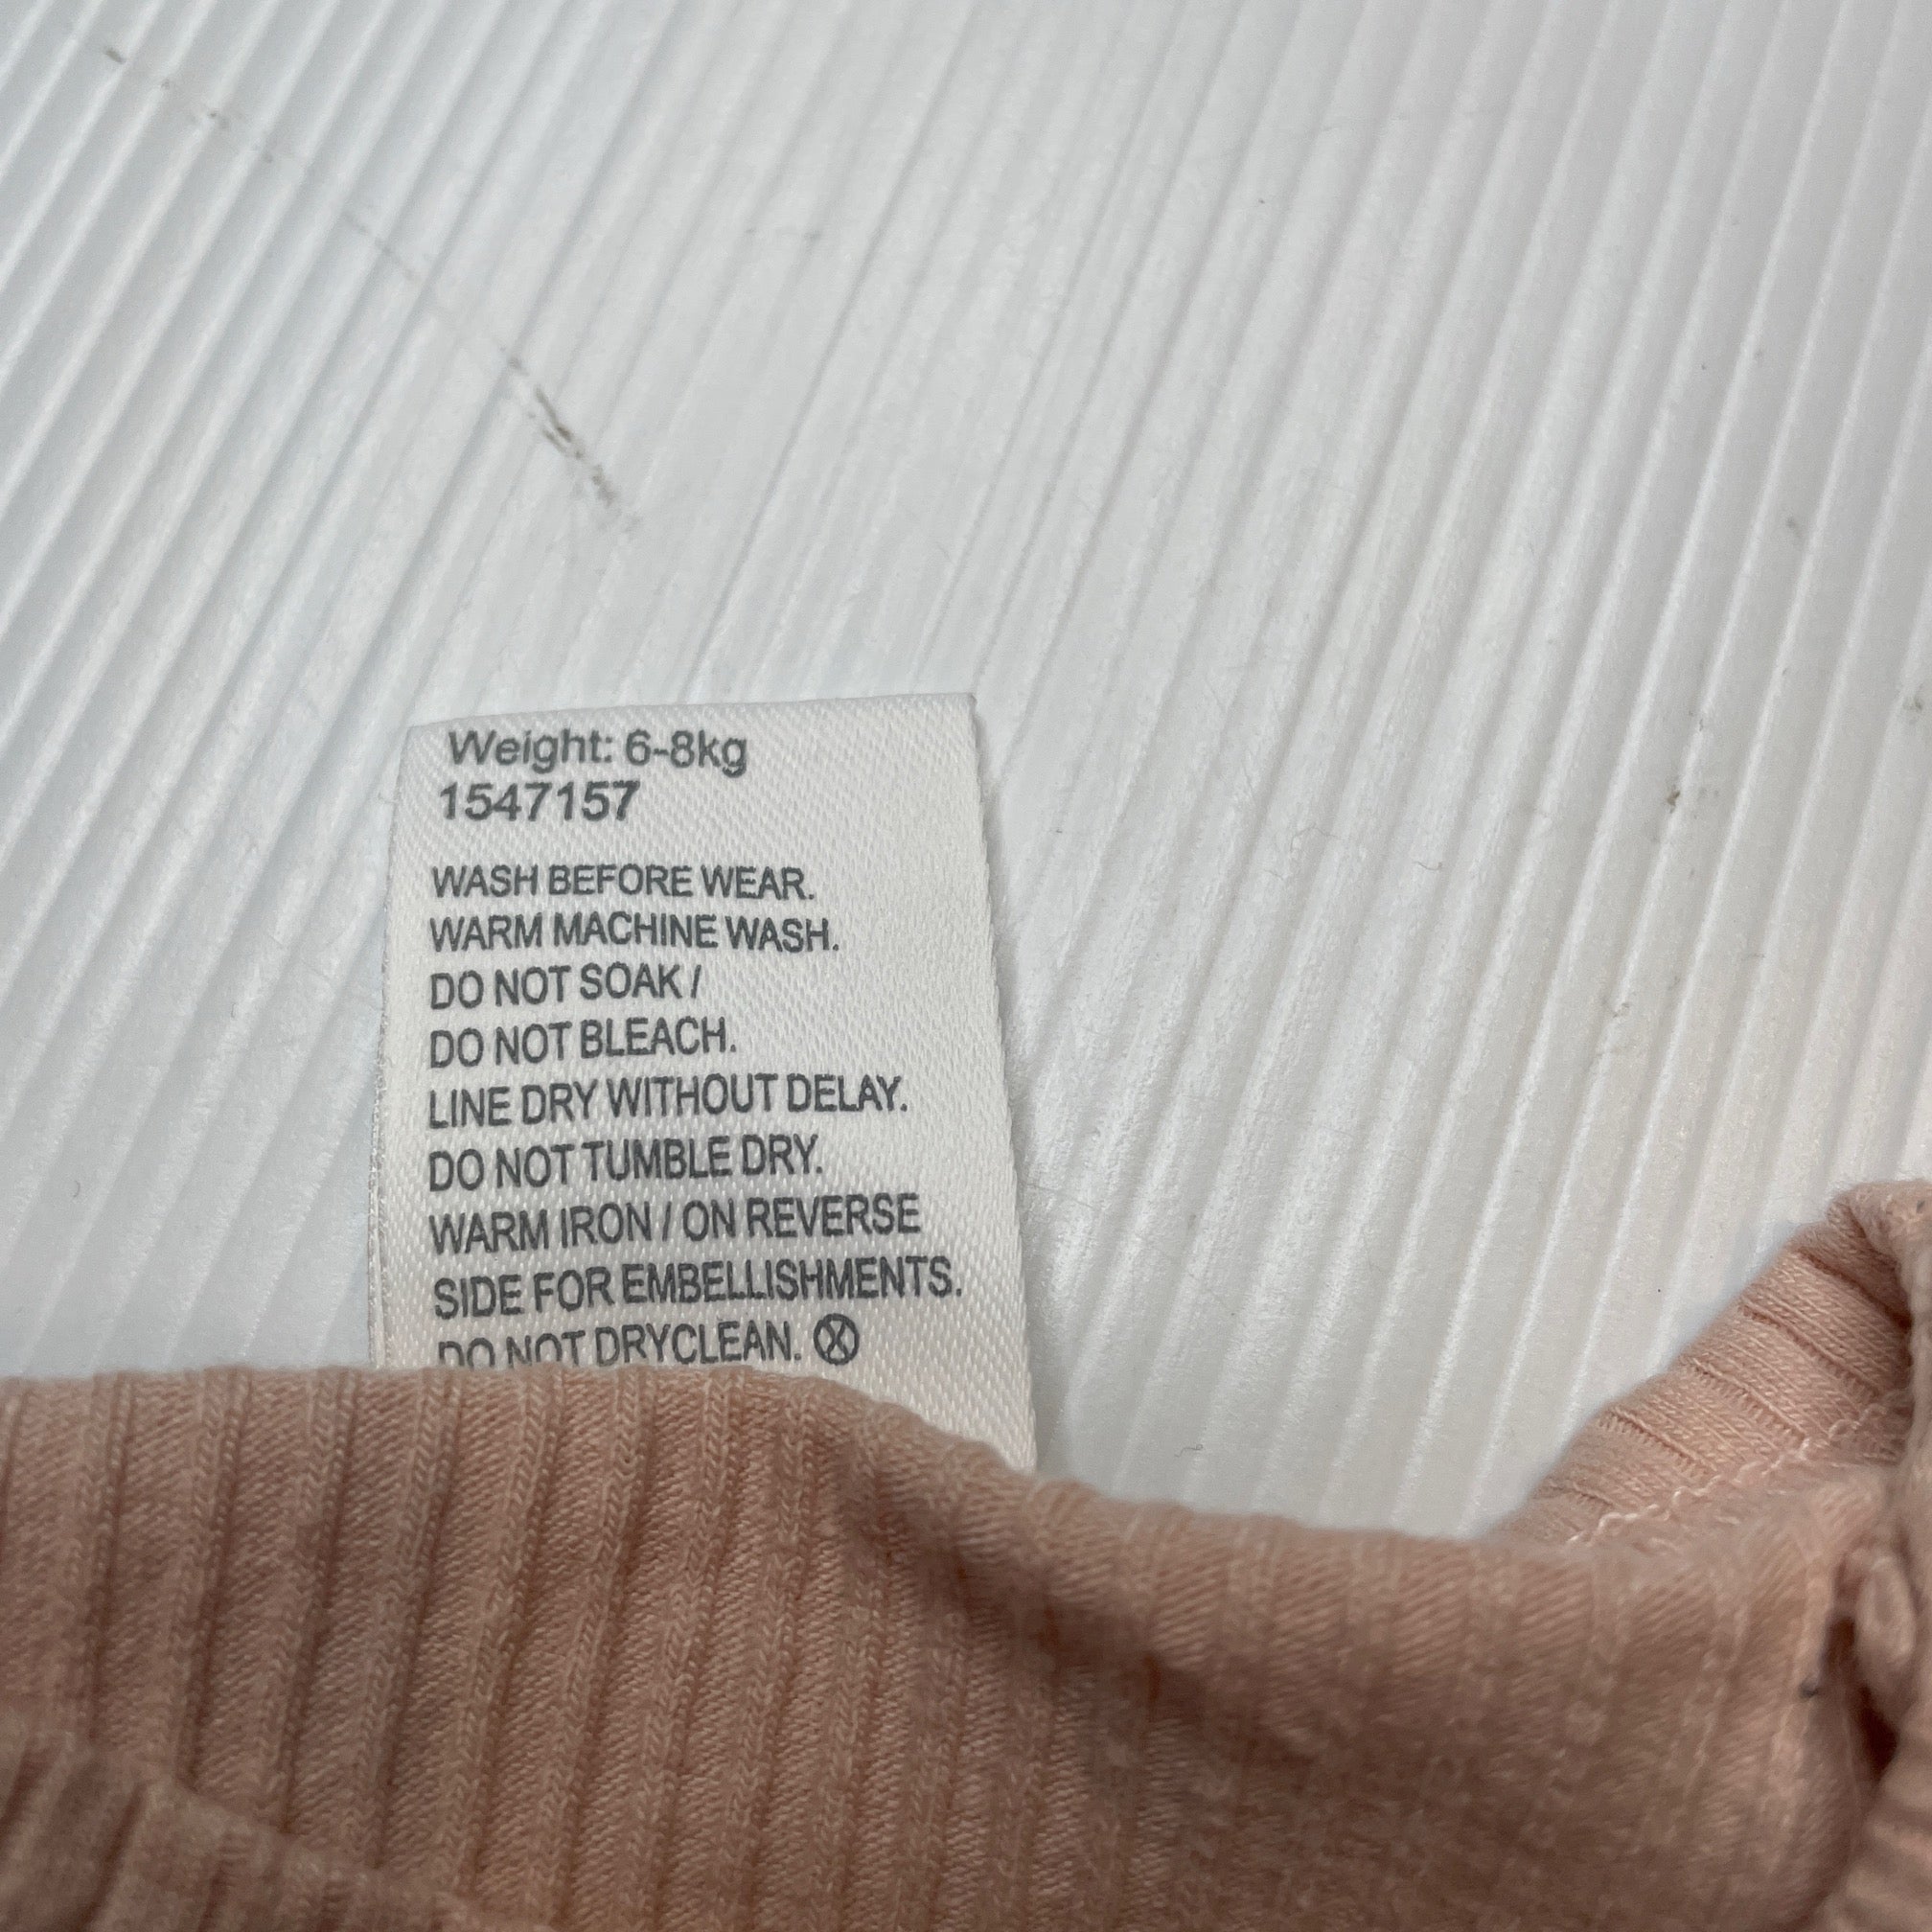 Weight: 6-8kg
1547157
WASH BEFORE WEAR.
WARM MACHINE WASH.
DO NOT SOAK /
DO NOT BLEACH.
LINE DRY WITHOUT DELAY.
DO NOT TUMBLE DRY.
WARM IRON / ON REVERSE
SIDE FOR EMBELLISHMENTS.
DO NOT DRYCLEAN.